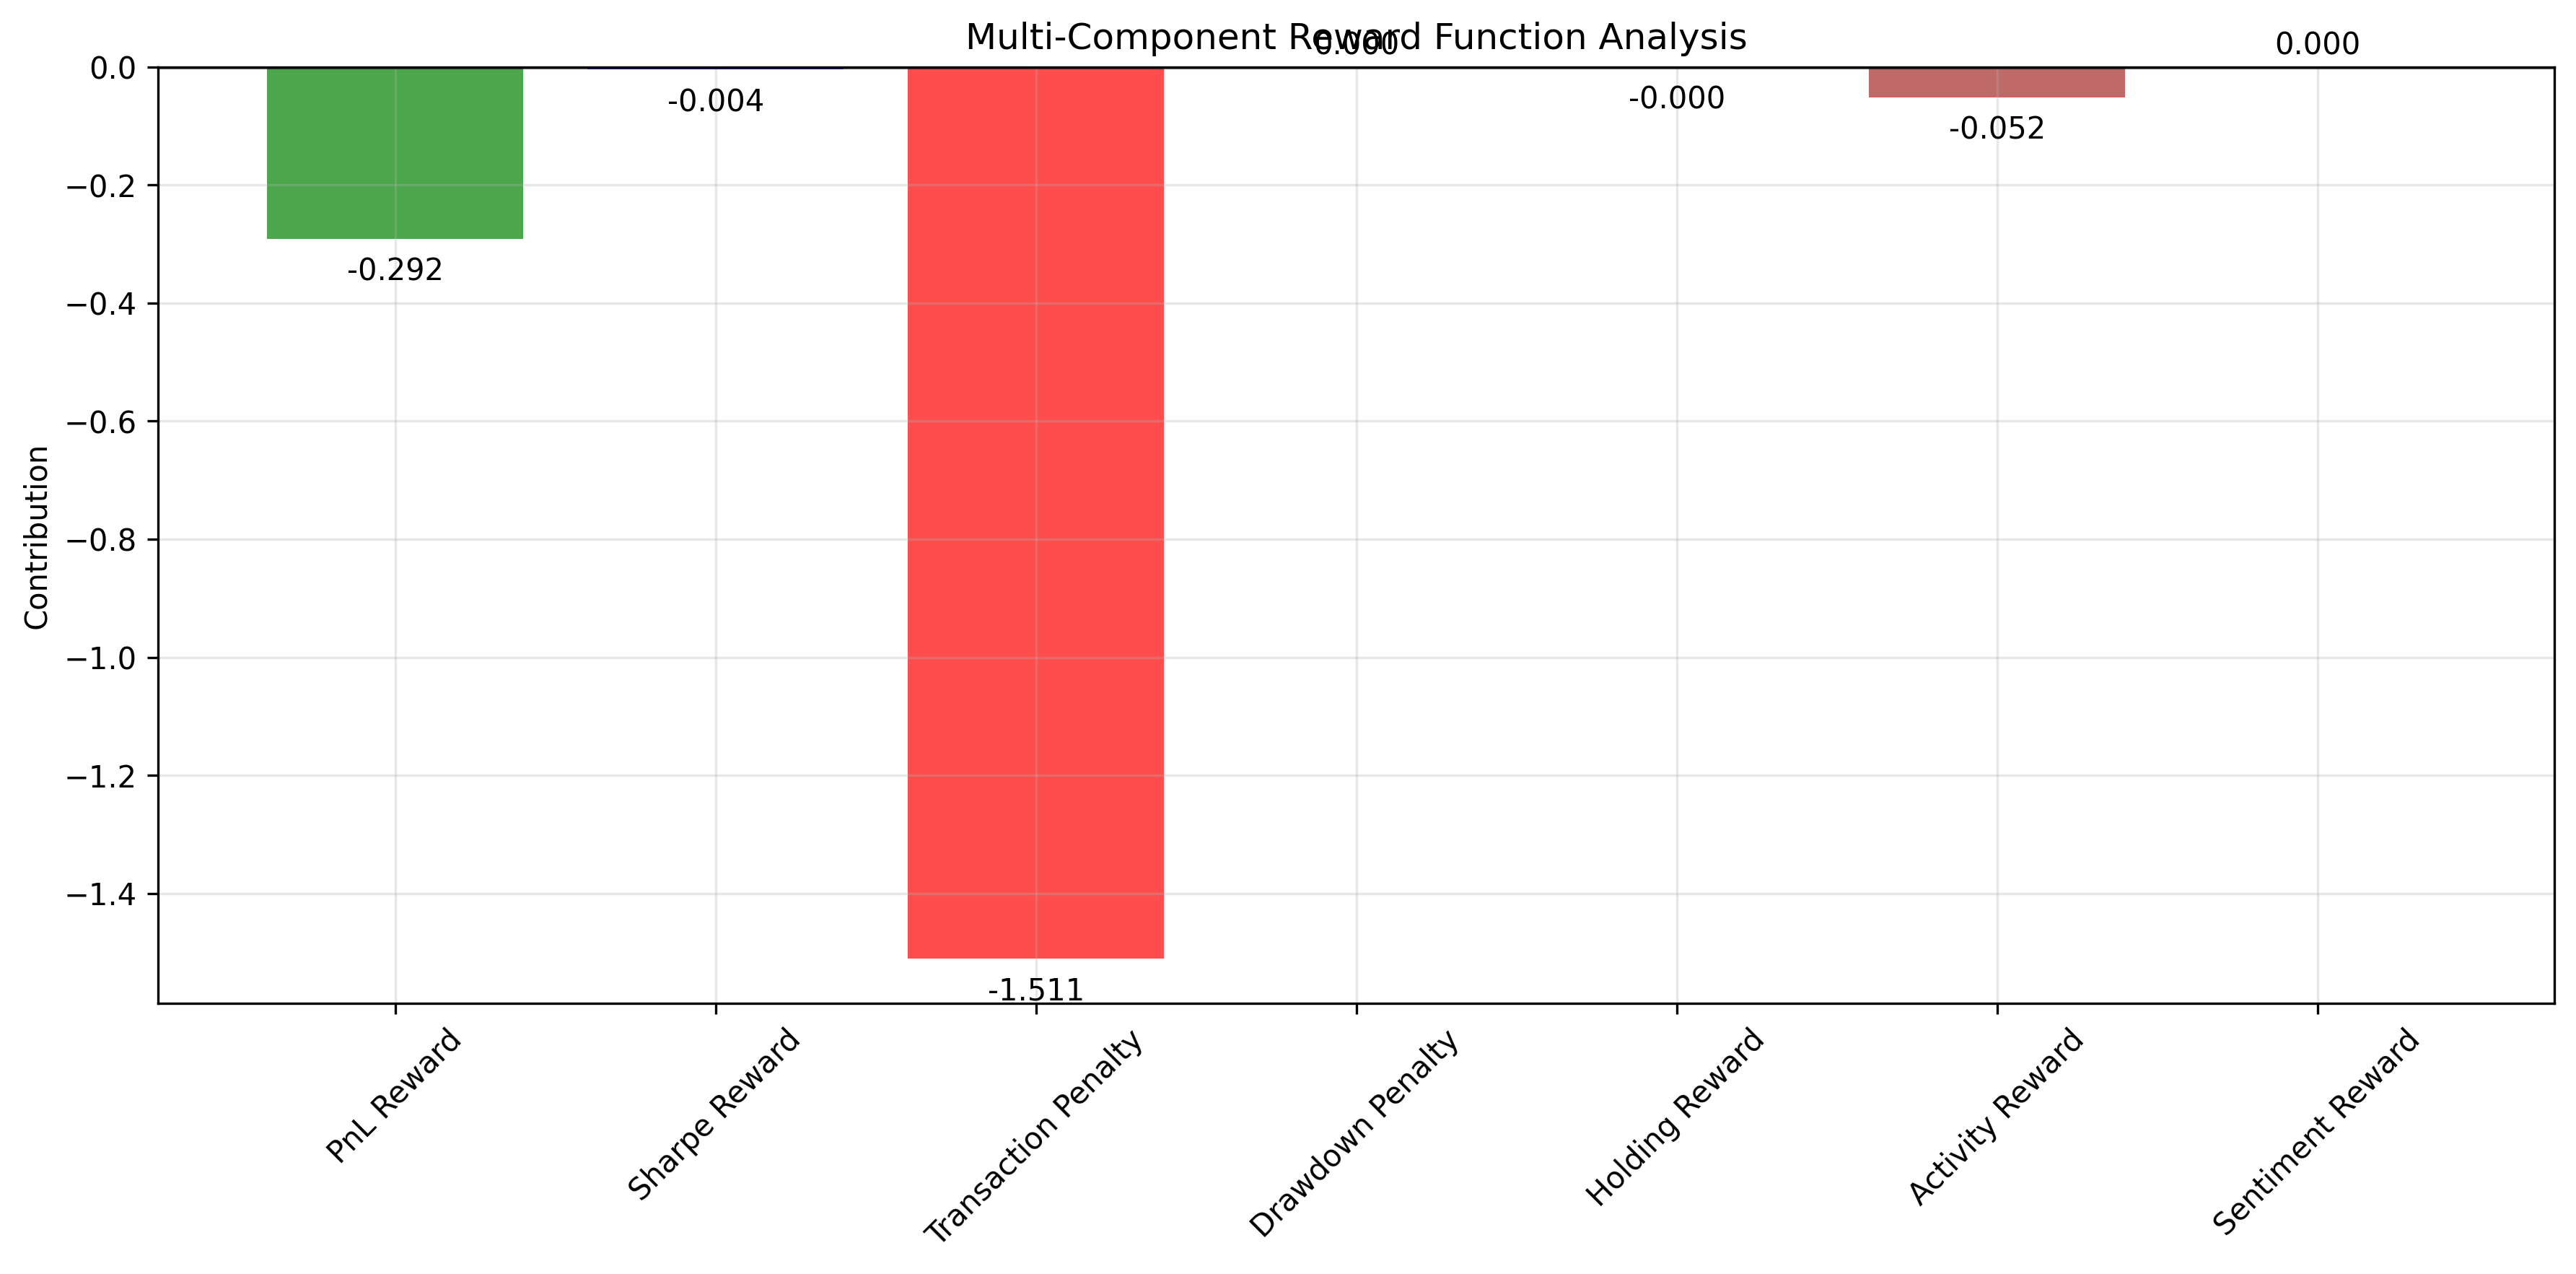 Multi-Component Reward Function Analysis
0.000
0.000
0.0
-0.004
-0.000
-0.052
−0.2
-0.292
−0.4
−0.6
Contribution
−0.8
−1.0
−1.2
−1.4
-1.511
PnL Reward
Sharpe Reward
Transaction Penalty
Drawdown Penalty
Holding Reward
Activity Reward
Sentiment Reward